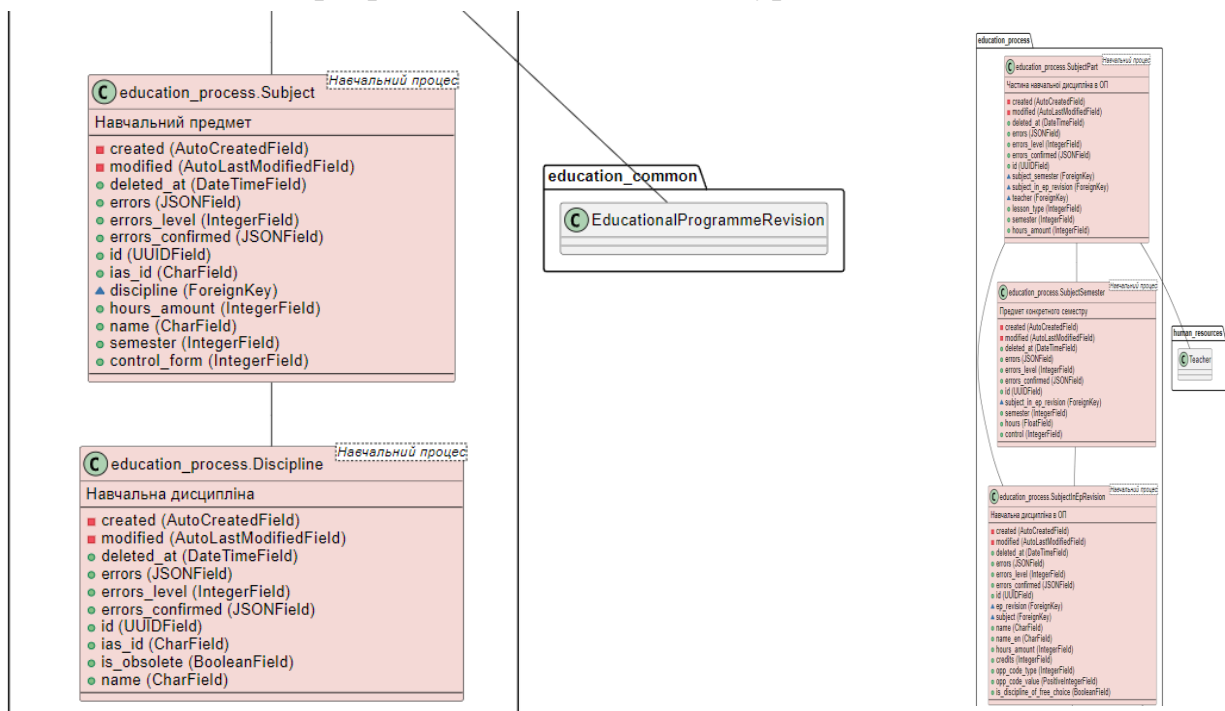 Навчальний процес
C education_process.Subject
Навчальний предмет
created (AutoCreatedField)
modified (AutoLastModifiedField)
deleted_at (DateTimeField)
errors (JSONField)
errors_level (IntegerField)
errors_confirmed (JSONField)
id (UUIDField)
ias_id (CharField)
discipline (ForeignKey)
hours_amount (IntegerField)
name (CharField)
semester (IntegerField)
control_form (IntegerField)
Навчальний процес
C education_process.Discipline
Навчальна дисципліна
created (AutoCreatedField)
modified (AutoLastModifiedField)
deleted_at (DateTimeField)
errors (JSONField)
errors_level (IntegerField)
errors_confirmed (JSONField)
id (UUIDField)
ias_id (CharField)
is_obsolete (BooleanField)
name (CharField)
education_common
C EducationalProgrammeRevision
education_process
Навчальний процес
C education_process.SubjectPart
Частина навчальної дисципліна в ОП
created (AutoCreatedField)
modified (AutoLastModifiedField)
deleted_at (DateTimeField)
errors (JSONField)
errors_level (IntegerField)
errors_confirmed (JSONField)
id (UUIDField)
subject_semester (ForeignKey)
subject_in_ep_revision (ForeignKey)
teacher (ForeignKey)
lesson_type (IntegerField)
semester (IntegerField)
hours_amount (IntegerField)
Навчальний процес
C education_process.SubjectSemester
Предмет конкретного семестру
created (AutoCreatedField)
modified (AutoLastModifiedField)
deleted_at (DateTimeField)
errors (JSONField)
errors_level (IntegerField)
errors_confirmed (JSONField)
id (UUIDField)
subject_in_ep_revision (ForeignKey)
semester (IntegerField)
hours (FloatField)
control (IntegerField)
human_resources
C Teacher
Навчальний процес
C education_process.SubjectInEpRevision
Навчальна дисципліна в ОП
created (AutoCreatedField)
modified (AutoLastModifiedField)
deleted_at (DateTimeField)
errors (JSONField)
errors_level (IntegerField)
errors_confirmed (JSONField)
id (UUIDField)
ep_revision (ForeignKey)
subject (ForeignKey)
name (CharField)
name_en (CharField)
hours_amount (IntegerField)
credits (IntegerField)
opp_code_type (IntegerField)
opp_code_value (PositiveIntegerField)
is_discipline_of_free_choice (BooleanField)